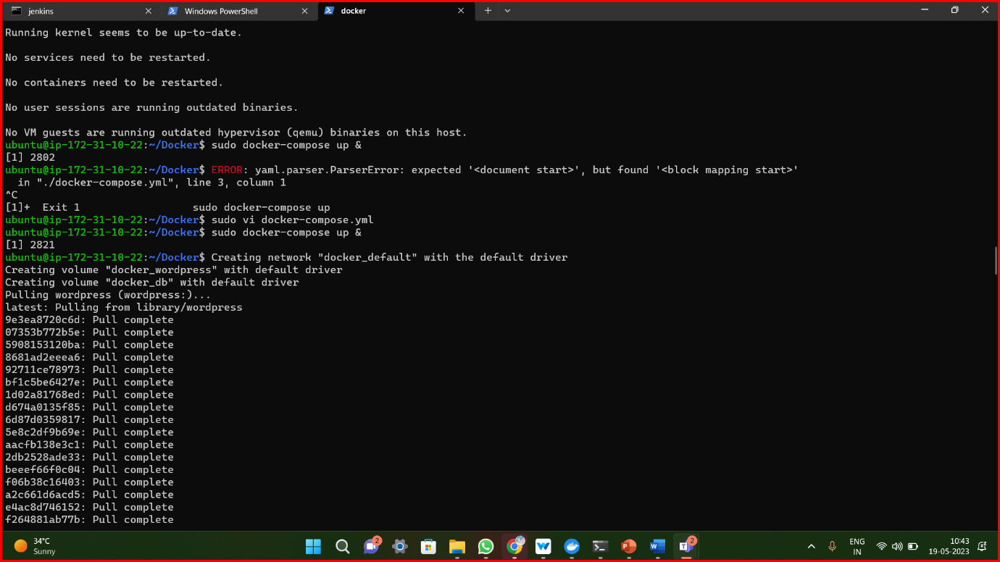 jenkins
Windows PowerShell
docker
Running kernel seems to be up-to-date.
No services need to be restarted.
No containers need to be restarted.
No user sessions are running outdated binaries.
No VM guests are running outdated hypervisor (qemu) binaries on this host.
ubuntu@ip-172-31-10-22:~/Docker$ sudo docker-compose up &
[1] 2802
ubuntu@ip-172-31-10-22:~/Docker$ ERROR: yaml.parser.ParserError: expected '<document start>', but found '<block mapping start>'
  in "./docker-compose.yml", line 3, column 1
^C
[1]+  Exit 1                  sudo docker-compose up
ubuntu@ip-172-31-10-22:~/Docker$ sudo vi docker-compose.yml
ubuntu@ip-172-31-10-22:~/Docker$ sudo docker-compose up &
[1] 2821
ubuntu@ip-172-31-10-22:~/Docker$ Creating network "docker_default" with the default driver
Creating volume "docker_wordpress" with default driver
Creating volume "docker_db" with default driver
Pulling wordpress (wordpress:)...
latest: Pulling from library/wordpress
9e3ea8720c6d: Pull complete
07353b772b5e: Pull complete
5908153120ba: Pull complete
8681ad2eeea6: Pull complete
92711ce78973: Pull complete
bf1c5be6427e: Pull complete
1d02a81768ed: Pull complete
d674a0135f85: Pull complete
6d87d0359817: Pull complete
5e8c2df9b69e: Pull complete
aacfb138e3c1: Pull complete
2db2528ade33: Pull complete
beeef66f0c04: Pull complete
f06b38c16403: Pull complete
a2c661d6acd5: Pull complete
e4ac8d746152: Pull complete
f264881ab77b: Pull complete
34°C
Sunny
2
2
ENG
IN
10:43
19-05-2023